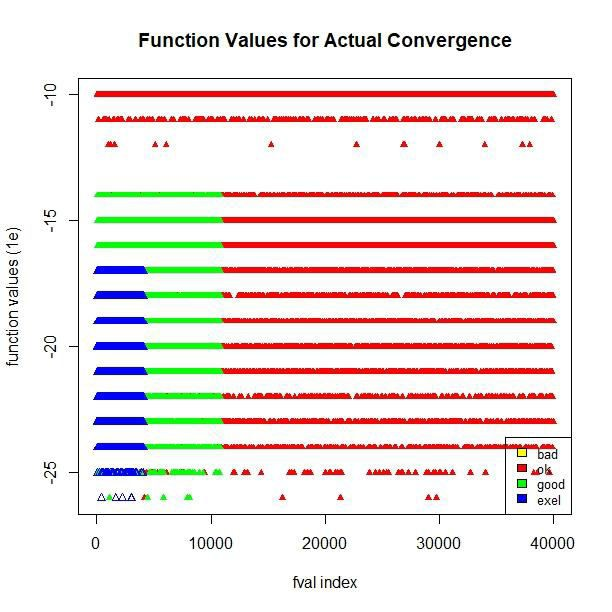 Function Values for Actual Convergence
-10
-15
-20
-25
function values (1e)
0 10000 20000 30000 40000
fval index
bad
ok
good
exel